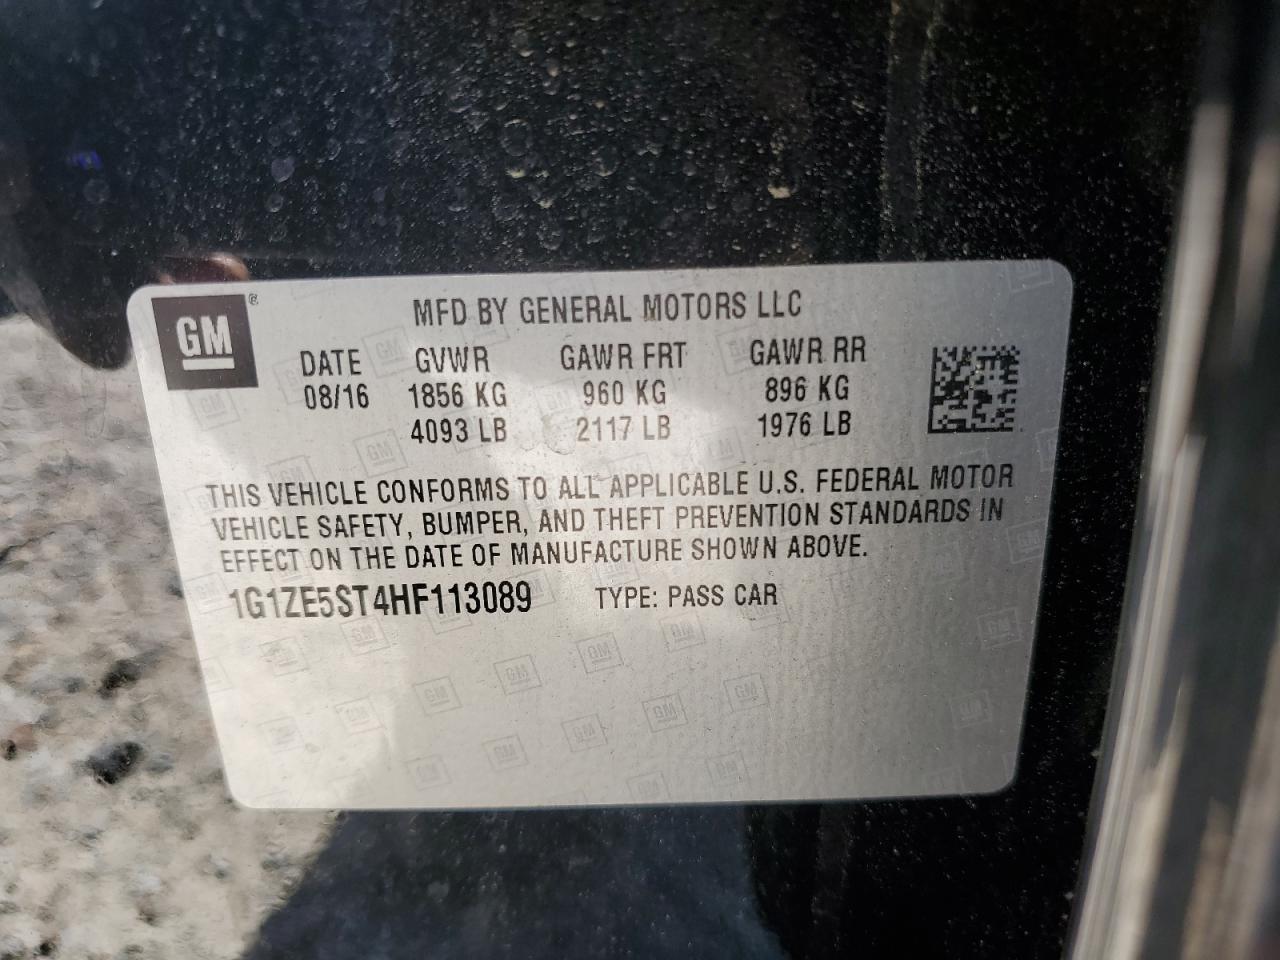 GM ®
MFD BY GENERAL MOTORS LLC
DATE GVWR GAWR FRT GAWR RR
08/16 1856 KG 960 KG 896 KG
4093 LB 2117 LB 1976 LB
THIS VEHICLE CONFORMS TO ALL APPLICABLE U.S. FEDERAL MOTOR
VEHICLE SAFETY, BUMPER, AND THEFT PREVENTION STANDARDS IN
EFFECT ON THE DATE OF MANUFACTURE SHOWN ABOVE.
1G1ZE5ST4HF113089 TYPE: PASS CAR